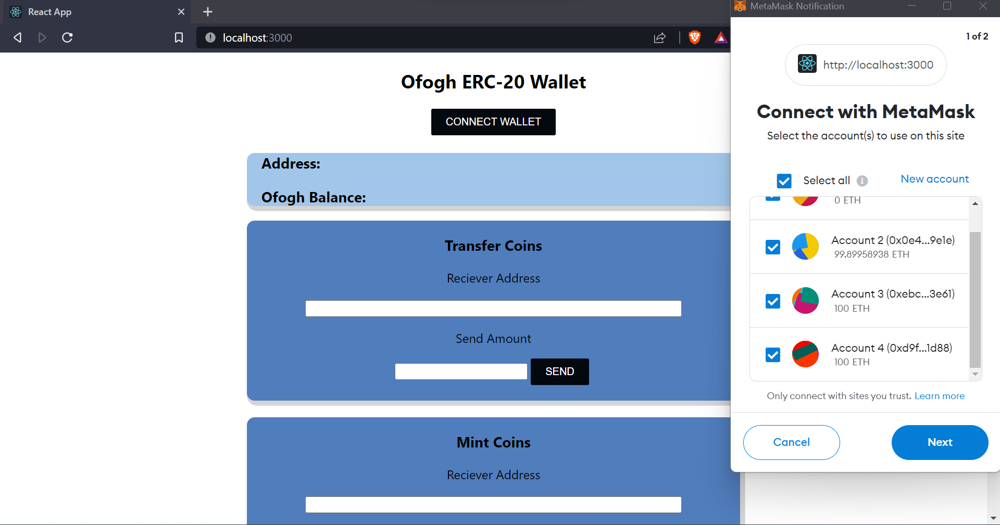 React App
localhost:3000
Ofogh ERC-20 Wallet
CONNECT WALLET
Address:
Ofogh Balance:
Transfer Coins
Reciever Address
Send Amount
SEND
Mint Coins
Reciever Address
MetaMask Notification
1 of 2
http://localhost:3000
Connect with MetaMask
Select the account(s) to use on this site
Select all
New account
0 ETH
Account 2 (0x0e4...9e1e)
99.89958938 ETH
Account 3 (0xebc...3e61)
100 ETH
Account 4 (0xd9f...1d88)
100 ETH
Only connect with sites you trust. Learn more
Cancel
Next